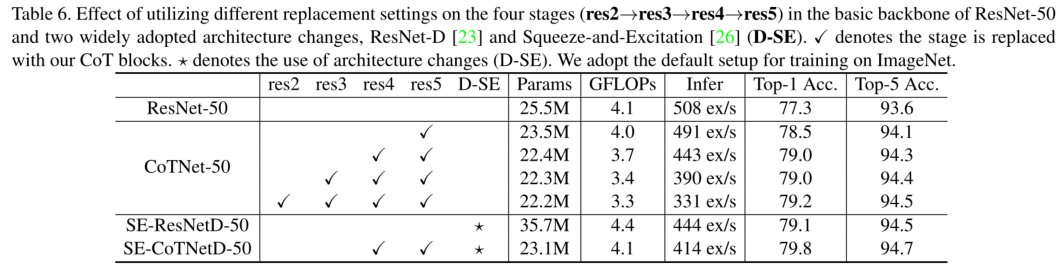 Table 6. Effect of utilizing different replacement settings on the four stages (res2→res3→res4→res5) in the basic backbone of ResNet-50
and two widely adopted architecture changes, ResNet-D [23] and Squeeze-and-Excitation [26] (D-SE). ✓ denotes the stage is replaced
with our CoT blocks. ⋆ denotes the use of architecture changes (D-SE). We adopt the default setup for training on ImageNet.
res2 res3 res4 res5 D-SE Params GFLOPs Infer Top-1 Acc. Top-5 Acc.
ResNet-50 25.5M 4.1 508 ex/s 77.3 93.6
CoTNet-50
✓ 23.5M 4.0 491 ex/s 78.5 94.1
✓ ✓ 22.4M 3.7 443 ex/s 79.0 94.3
✓ ✓ ✓ 22.3M 3.4 390 ex/s 79.0 94.4
✓ ✓ ✓ ✓ 22.2M 3.3 331 ex/s 79.2 94.5
SE-ResNetD-50 ⋆ 35.7M 4.4 444 ex/s 79.1 94.5
SE-CoTNetD-50 ✓ ✓ ⋆ 23.1M 4.1 414 ex/s 79.8 94.7